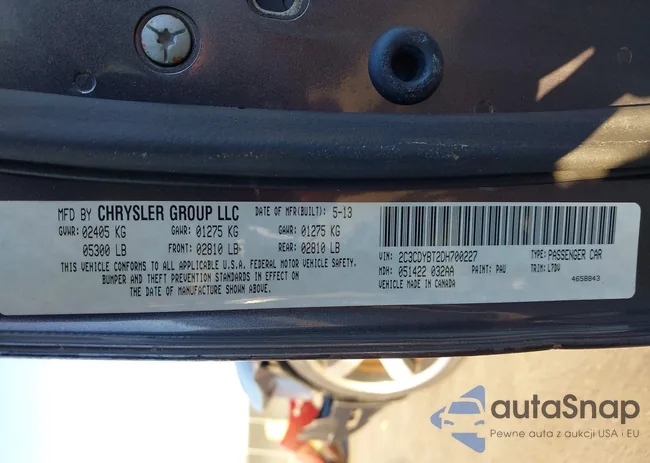 MFD BY CHRYSLER GROUP LLC DATE OF MFR(BUILT): 5-13
GVWR: 02405 KG GAWR: 01275 KG GAWR: 01275 KG
05300 LB FRONT: 02810 LB REAR: 02810 LB
THIS VEHICLE CONFORMS TO ALL APPLICABLE U.S.A. FEDERAL MOTOR VEHICLE SAFETY,
BUMPER AND THEFT PREVENTION STANDARDS IN EFFECT ON
THE DATE OF MANUFACTURE SHOWN ABOVE.
VIN: 2C3CDYBT2DH700227 TYPE: PASSENGER CAR
MDH: 051422 032AA PAINT: PAU TRIM: L7DV
VEHICLE MADE IN CANADA 4658843
autaSnap
Pewne auta z aukcji USA i EU